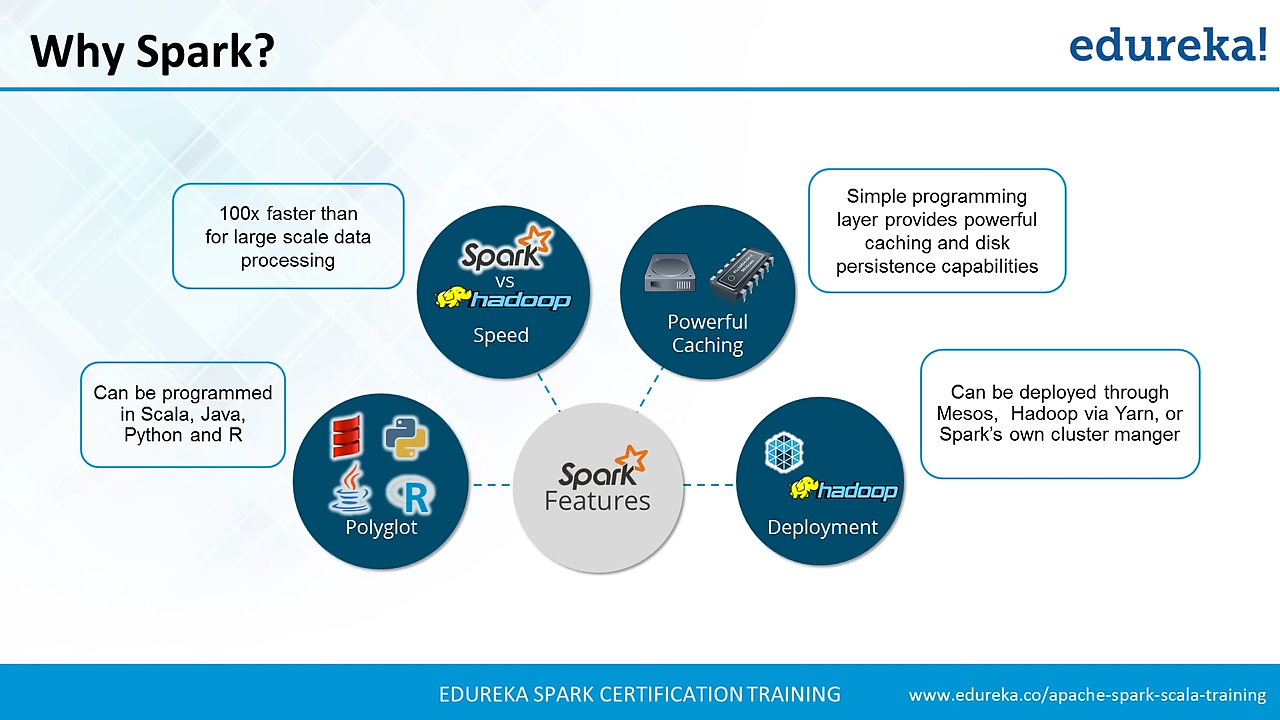 Why Spark?
edureka!
100x faster than
for large scale data
processing
Spark
vs
hadoop
Speed
Powerful
Caching
Simple programming
layer provides powerful
caching and disk
persistence capabilities
Can be programmed
in Scala, Java,
Python and R
R
Polyglot
Spark
Features
hadoop
Deployment
Can be deployed through
Mesos, Hadoop via Yarn, or
Spark's own cluster manger
EDUREKA SPARK CERTIFICATION TRAINING
www.edureka.co/apache-spark-scala-training